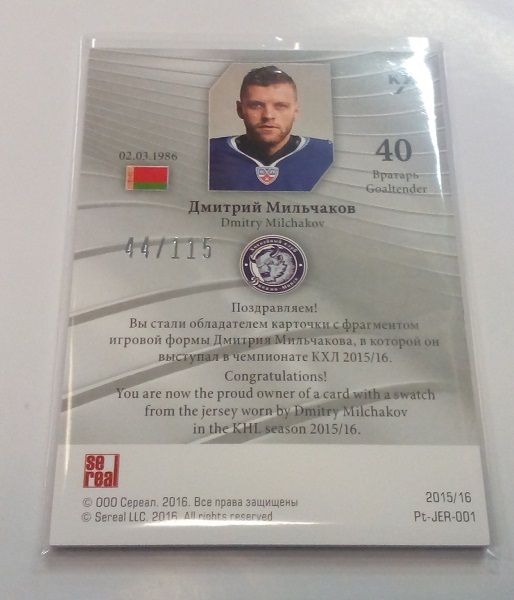 02.03.1986
40
Вратарь
Goaltender
Дмитрий Мильчаков
Dmitry Milchakov
44/115
Поздравляем!
Вы стали обладателем карточки с фрагментом
игровой формы Дмитрия Мильчакова, в которой он
выступал в чемпионате КХЛ 2015/16.
Congratulations!
You are now the proud owner of a card with a swatch
from the jersey worn by Dmitry Milchakov
in the KHL season 2015/16.
se
real
© ООО Сереал. 2016. Все права защищены
© Sereal LLC. 2016. All rights reserved
2015/16
Pt-JER-001